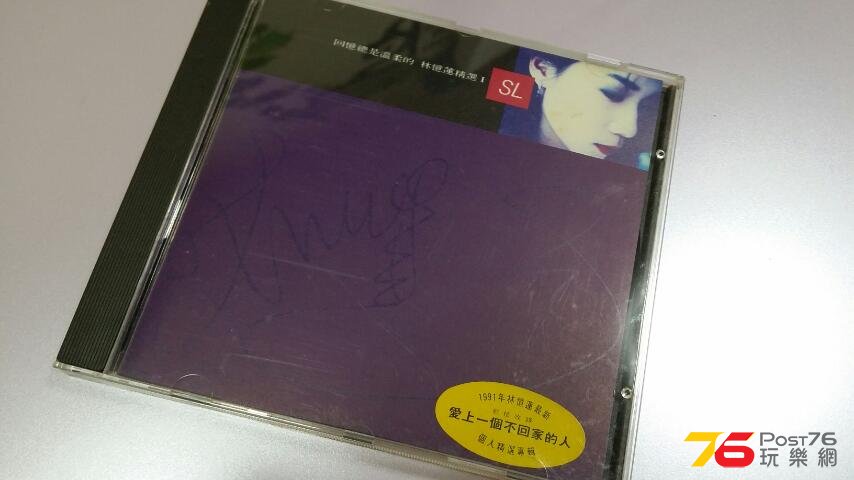 回憶總是溫柔的 林憶蓮精選 I
SL
1991年林憶蓮最新
愛上一個不回家的人
個人精選專輯
76 Post76
玩樂網